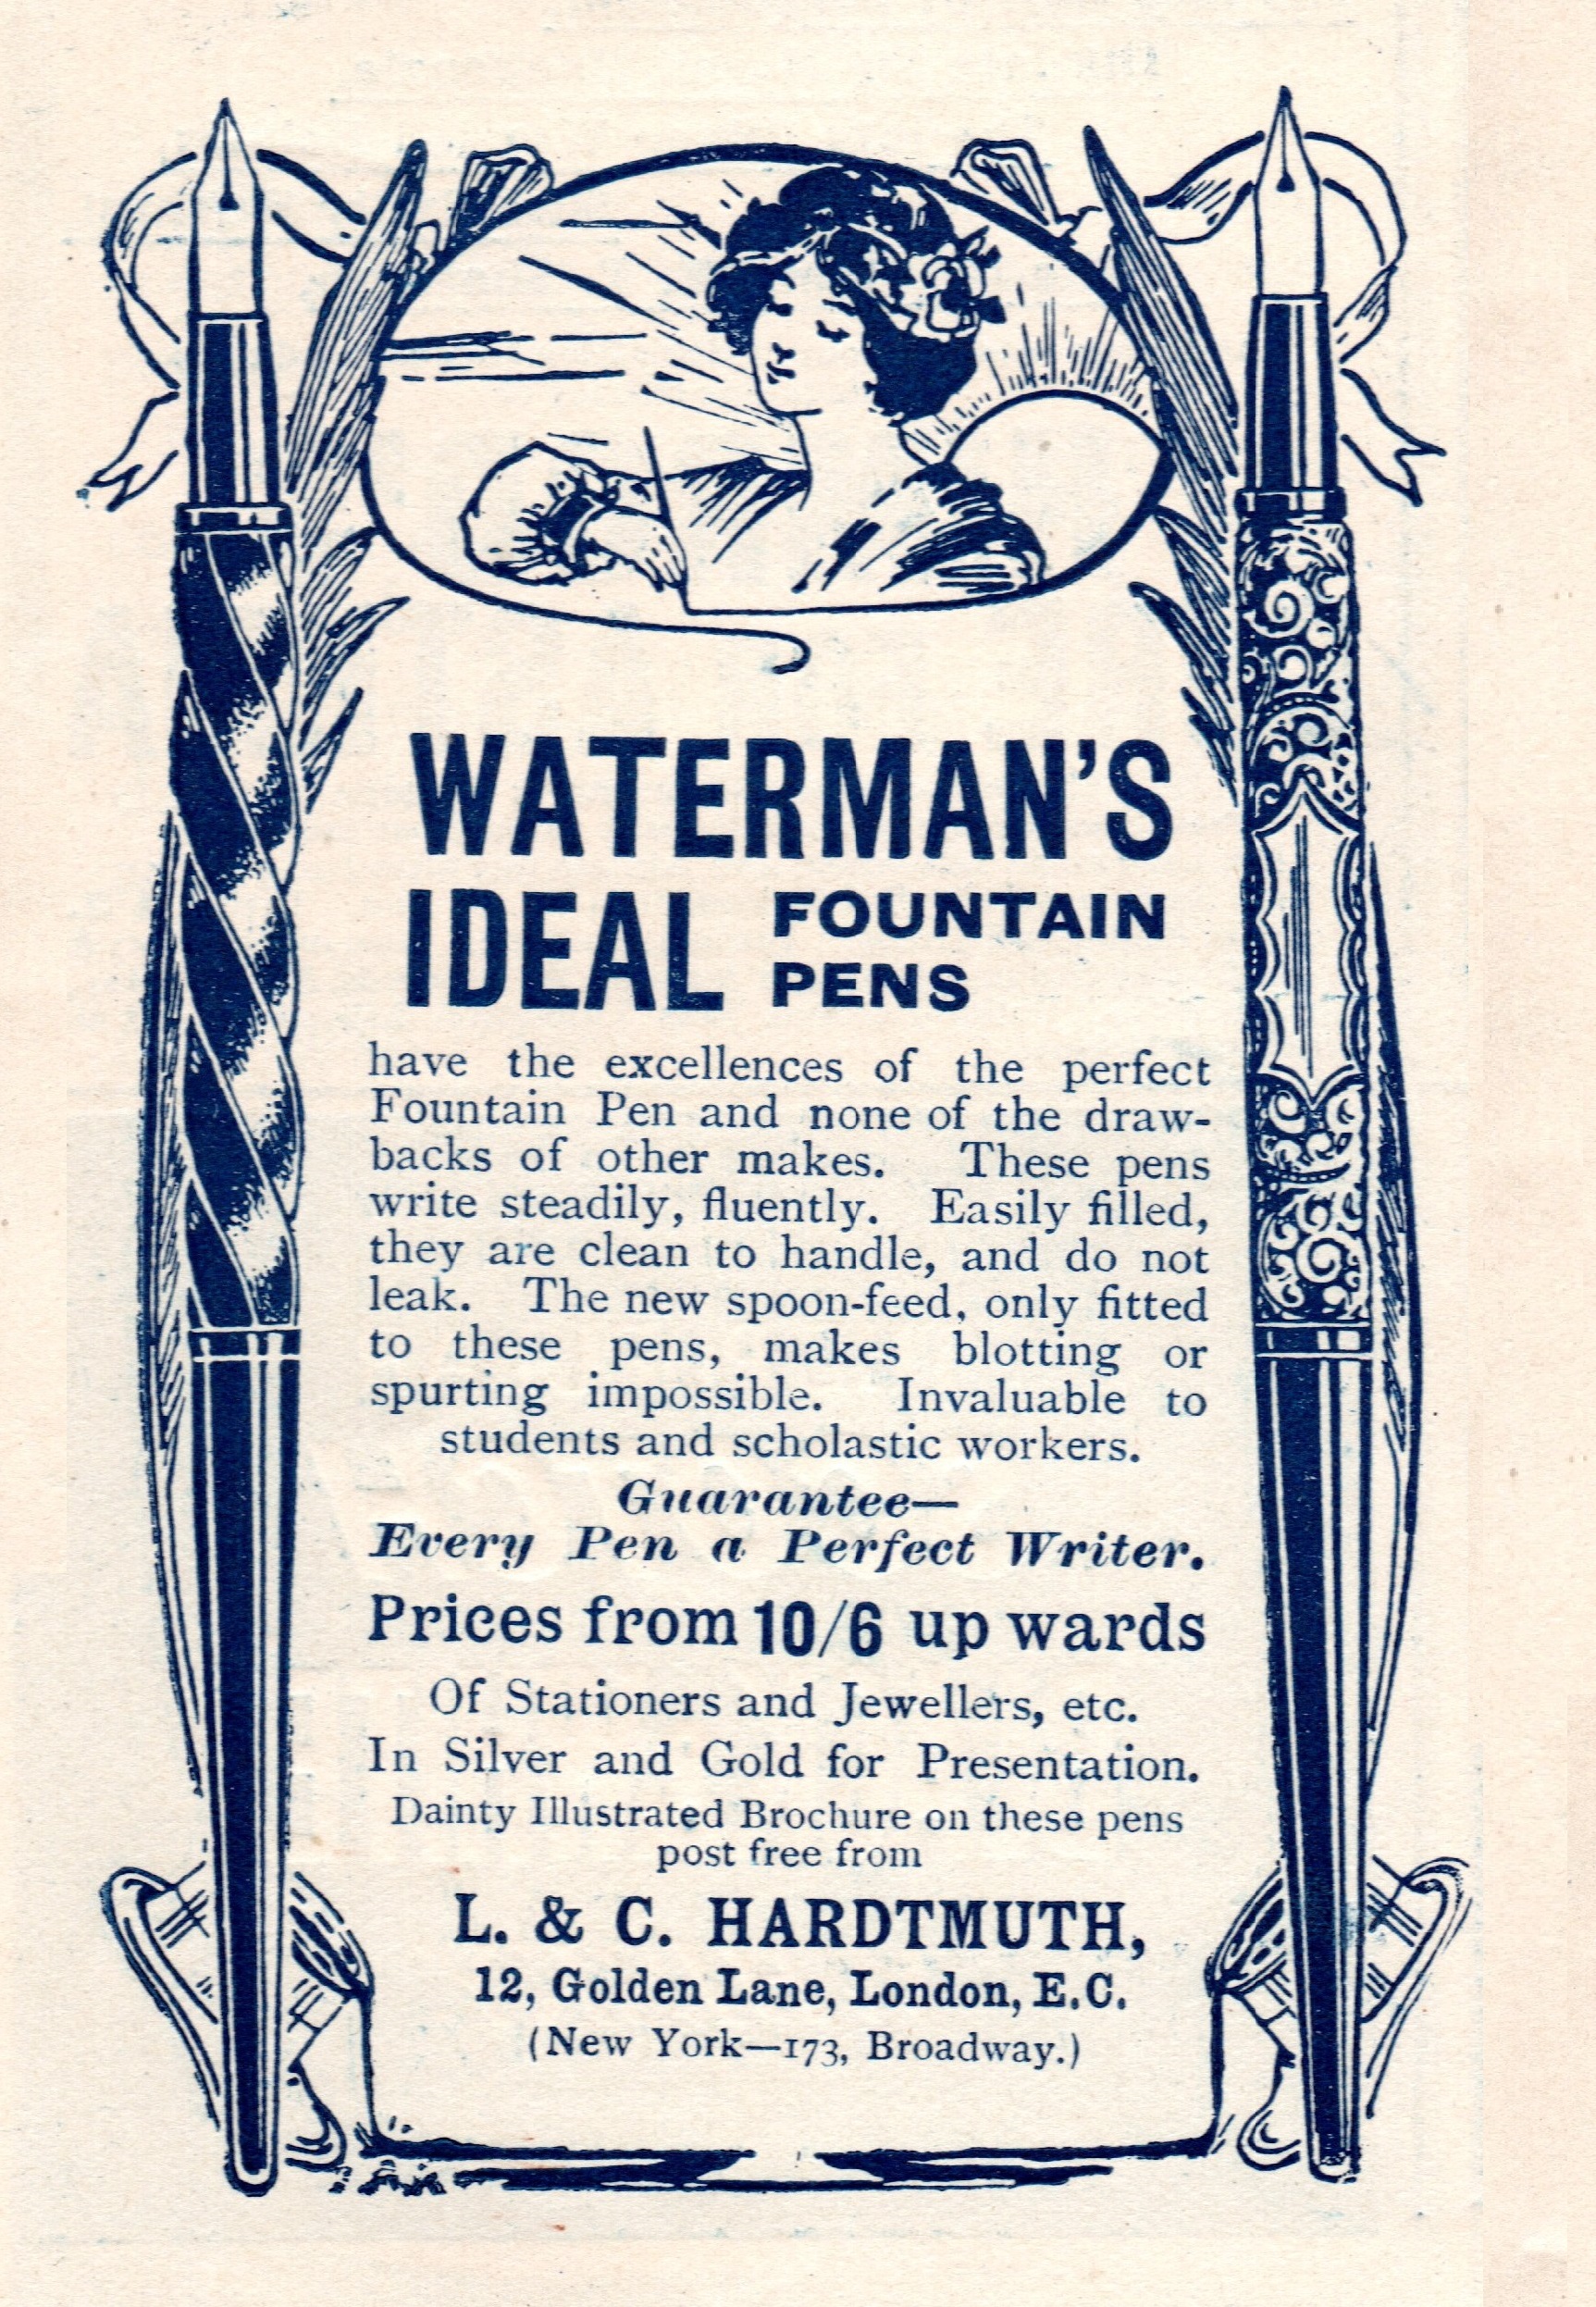 WATERMAN'S
IDEAL FOUNTAIN
PENS
have the excellences of the perfect
Fountain Pen and none of the draw-
backs of other makes. These pens
write steadily, fluently. Easily filled,
they are clean to handle, and do not
leak. The new spoon-feed, only fitted
to these pens, makes blotting or
spurting impossible. Invaluable to
students and scholastic workers.
Guarantee—
Every Pen a Perfect Writer.
Prices from 10/6 up wards
Of Stationers and Jewellers, etc.
In Silver and Gold for Presentation.
Dainty Illustrated Brochure on these pens
post free from
L. & C. HARDTMUTH,
12, Golden Lane, London, E.C.
(New York—173, Broadway.)